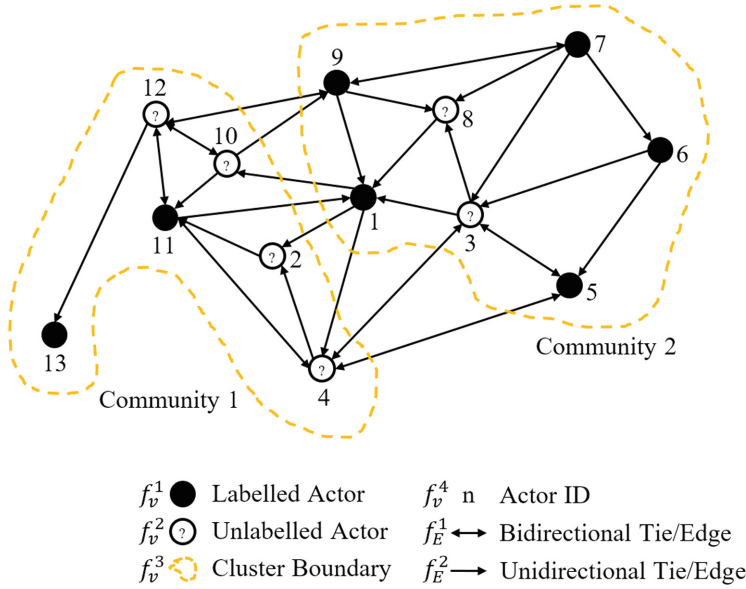 7
9
12
?
?
8
10
?
6
?
1
?
3
11
?
2
5
13
Community 2
?
4
Community 1
f_v^1 Labelled Actor
f_v^4 n Actor ID
f_v^2 ? Unlabelled Actor
f_E^1 Bidirectional Tie/Edge
f_v^3 Cluster Boundary
f_E^2 Unidirectional Tie/Edge